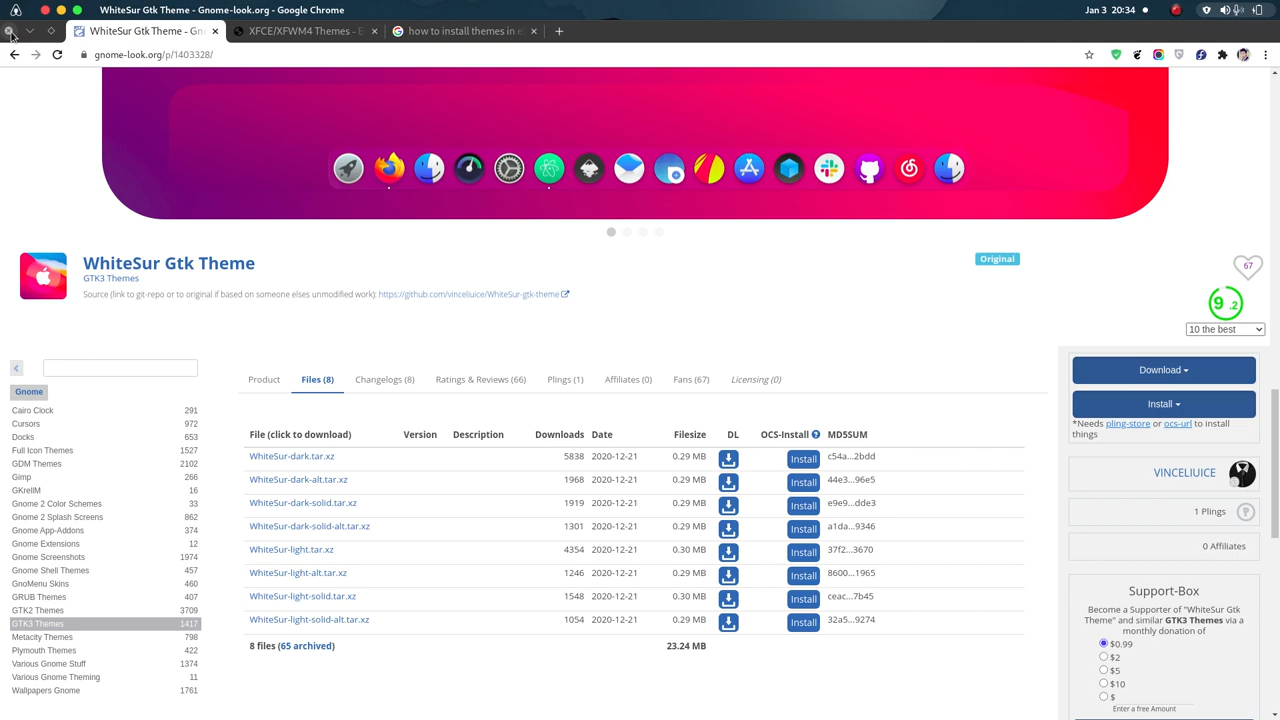 WhiteSur Gtk Theme - Gnome-look.org - Google Chrome
Jan 3 20:34
WhiteSur Gtk Theme - Gn
XFCE/XFWM4 Themes - E
how to install themes in e
gnome-look.org/p/1403328/
WhiteSur Gtk Theme
GTK3 Themes
Source (link to git-repo or to original if based on someone elses unmodified work): https://github.com/vinceliuice/WhiteSur-gtk-theme
Original
67
9 .2
10 the best
Gnome
Cairo Clock 291
Cursors 972
Docks 653
Full Icon Themes 1527
GDM Themes 2102
Gimp 266
GKrellM 16
Gnome 2 Color Schemes 33
Gnome 2 Splash Screens 862
Gnome App-Addons 374
Gnome Extensions 12
Gnome Screenshots 1974
Gnome Shell Themes 457
GnoMenu Skins 460
GRUB Themes 407
GTK2 Themes 3709
GTK3 Themes 1417
Metacity Themes 798
Plymouth Themes 422
Various Gnome Stuff 1374
Various Gnome Theming 11
Wallpapers Gnome 1761
Product Files (8) Changelogs (8) Ratings & Reviews (66) Plings (1) Affiliates (0) Fans (67) Licensing (0)
File (click to download) Version Description Downloads Date Filesize DL OCS-Install MD5SUM
WhiteSur-dark.tar.xz 5838 2020-12-21 0.29 MB Install c54a...2bdd
WhiteSur-dark-alt.tar.xz 1968 2020-12-21 0.29 MB Install 44e3...96e5
WhiteSur-dark-solid.tar.xz 1919 2020-12-21 0.29 MB Install e9e9...dde3
WhiteSur-dark-solid-alt.tar.xz 1301 2020-12-21 0.29 MB Install a1da...9346
WhiteSur-light.tar.xz 4354 2020-12-21 0.30 MB Install 37f2...3670
WhiteSur-light-alt.tar.xz 1246 2020-12-21 0.29 MB Install 8600...1965
WhiteSur-light-solid.tar.xz 1548 2020-12-21 0.30 MB Install ceac...7b45
WhiteSur-light-solid-alt.tar.xz 1054 2020-12-21 0.29 MB Install 32a5...9274
8 files (65 archived) 23.24 MB
Download
Install
*Needs pling-store or ocs-url to install
things
VINCELIUICE
1 Plings
0 Affiliates
Support-Box
Become a Supporter of "WhiteSur Gtk
Theme" and similar GTK3 Themes via a
monthly donation of
$0.99
$2
$5
$10
$
Enter a free Amount